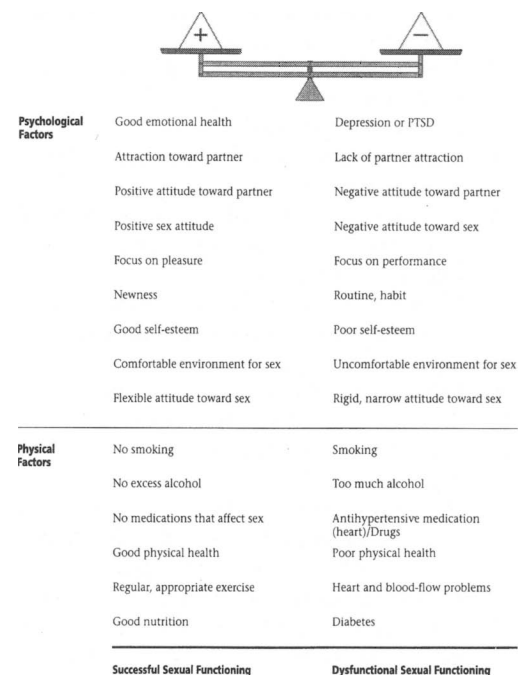 + −
Psychological Factors
Good emotional health Depression or PTSD
Attraction toward partner Lack of partner attraction
Positive attitude toward partner Negative attitude toward partner
Positive sex attitude Negative attitude toward sex
Focus on pleasure Focus on performance
Newness Routine, habit
Good self-esteem Poor self-esteem
Comfortable environment for sex Uncomfortable environment for sex
Flexible attitude toward sex Rigid, narrow attitude toward sex
Physical Factors
No smoking Smoking
No excess alcohol Too much alcohol
No medications that affect sex Antihypertensive medication
(heart)/Drugs
Good physical health Poor physical health
Regular, appropriate exercise Heart and blood-flow problems
Good nutrition Diabetes
Successful Sexual Functioning Dysfunctional Sexual Functioning